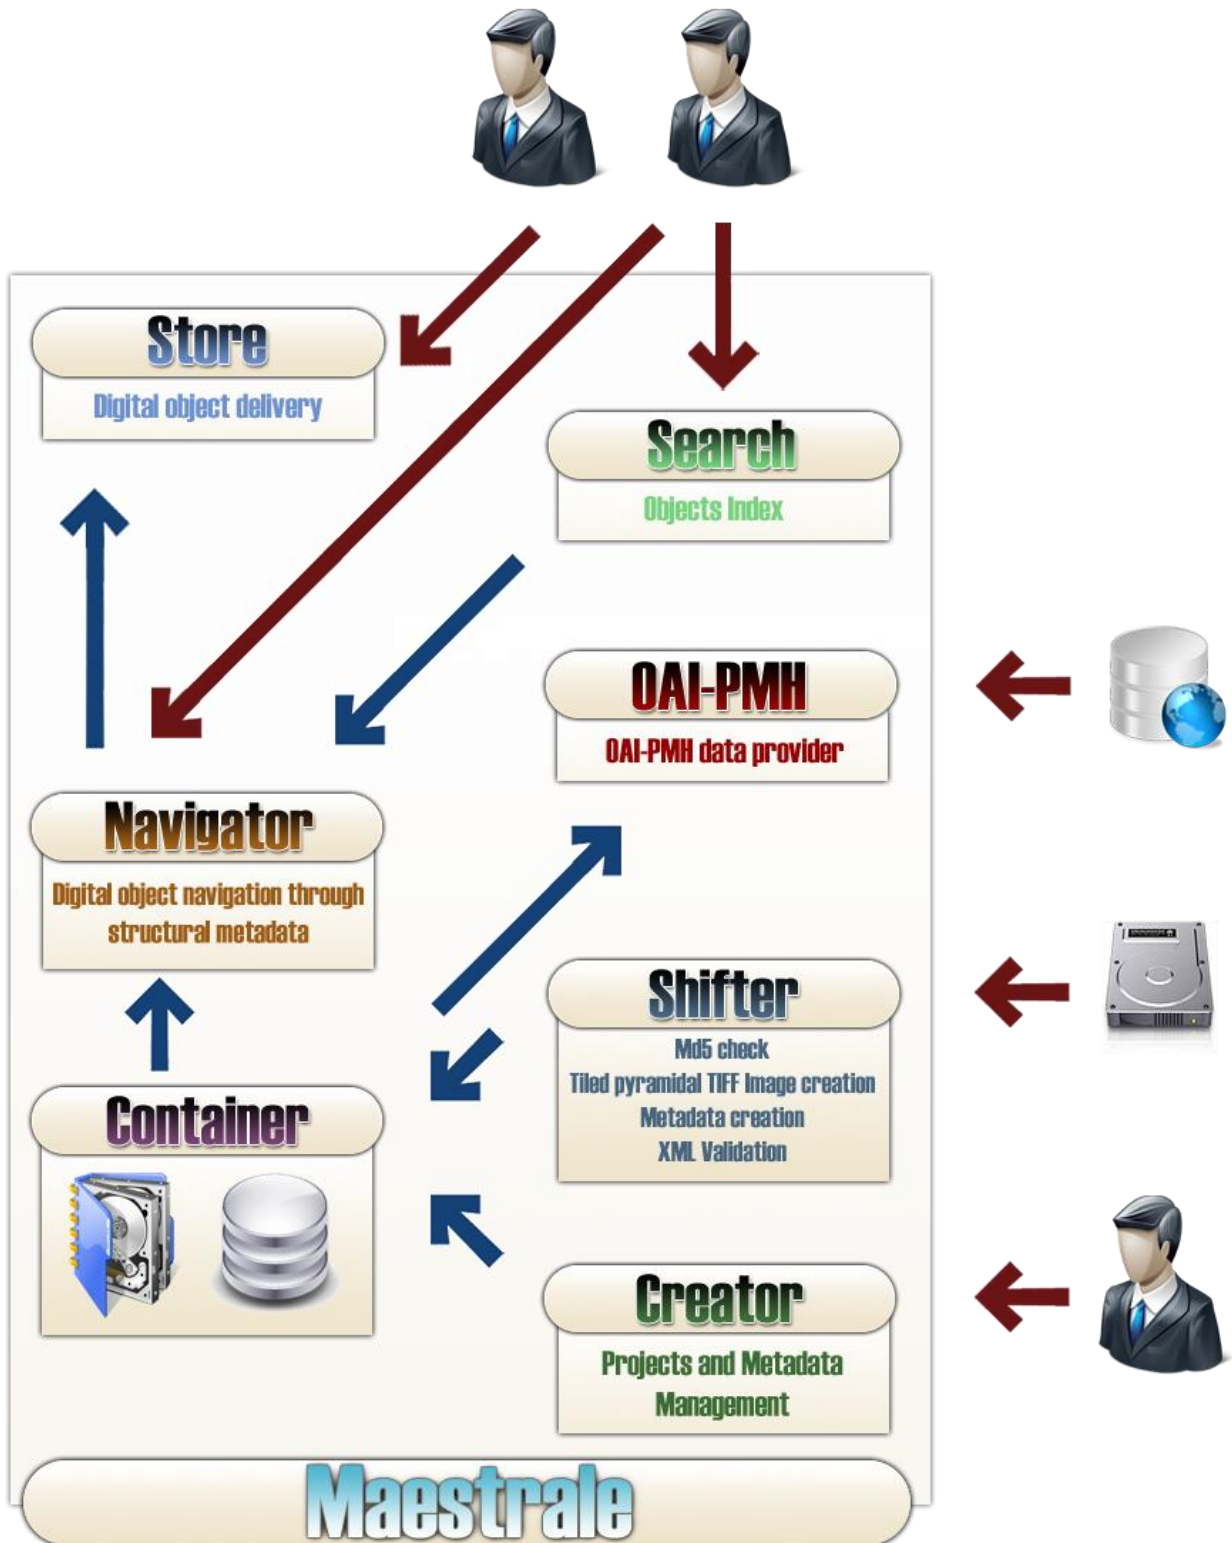 Store
Digital object delivery
Search
Objects Index
OAI-PMH
OAI-PMH data provider
Navigator
Digital object navigation through
structural metadata
Shifter
Md5 check
Tiled pyramidal TIFF Image creation
Metadata creation
XML Validation
Container
Creator
Projects and Metadata
Management
Maestrale